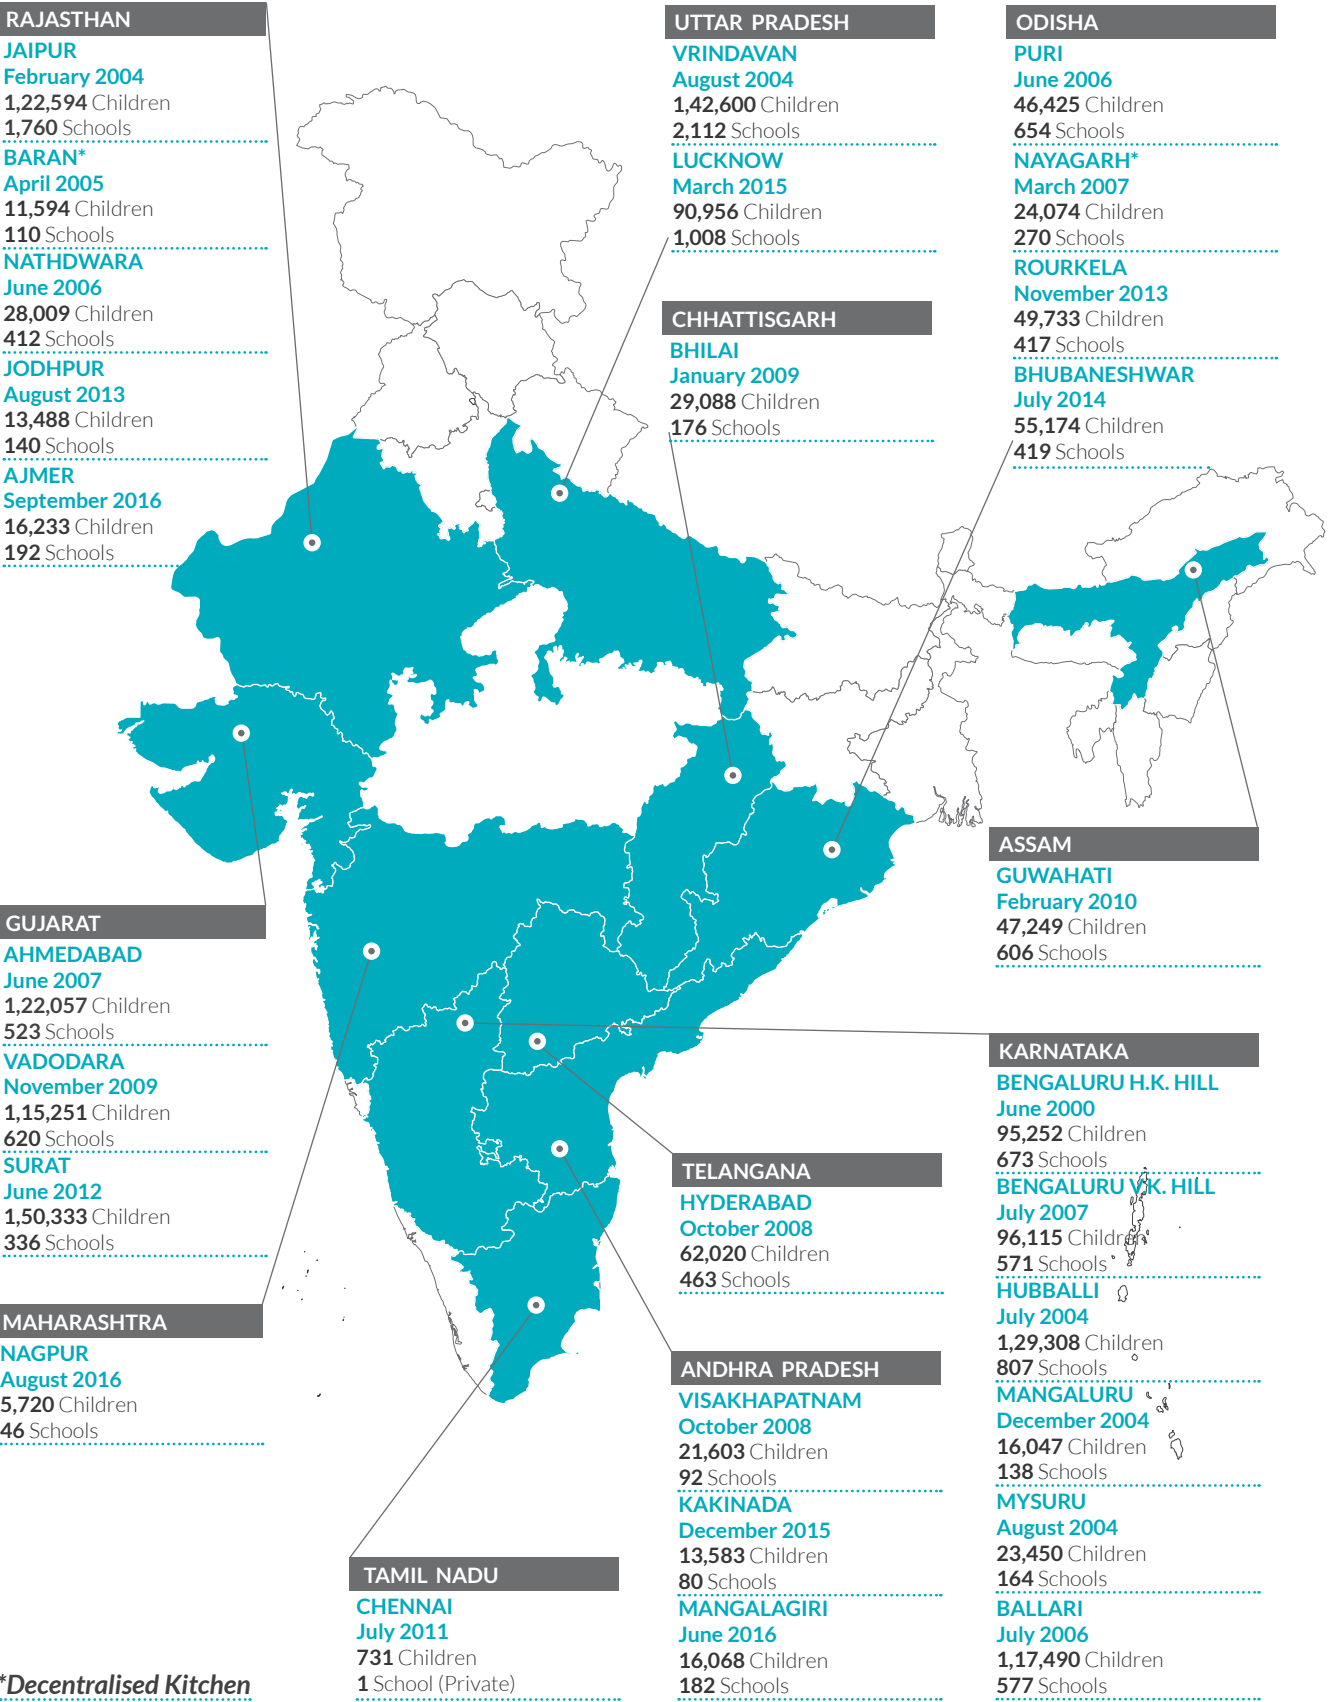 RAJASTHAN
JAIPUR
February 2004
1,22,594 Children
1,760 Schools
BARAN*
April 2005
11,594 Children
110 Schools
NATHDWARA
June 2006
28,009 Children
412 Schools
JODHPUR
August 2013
13,488 Children
140 Schools
AJMER
September 2016
16,233 Children
192 Schools
UTTAR PRADESH
VRINDAVAN
August 2004
1,42,600 Children
2,112 Schools
LUCKNOW
March 2015
90,956 Children
1,008 Schools
CHHATTISGARH
BHILAI
January 2009
29,088 Children
176 Schools
ODISHA
PURI
June 2006
46,425 Children
654 Schools
NAYAGARH*
March 2007
24,074 Children
270 Schools
ROURKELA
November 2013
49,733 Children
417 Schools
BHUBANESHWAR
July 2014
55,174 Children
419 Schools
ASSAM
GUWAHATI
February 2010
47,249 Children
606 Schools
GUJARAT
AHMEDABAD
June 2007
1,22,057 Children
523 Schools
VADODARA
November 2009
1,15,251 Children
620 Schools
SURAT
June 2012
1,50,333 Children
336 Schools
MAHARASHTRA
NAGPUR
August 2016
5,720 Children
46 Schools
TAMIL NADU
CHENNAI
July 2011
731 Children
1 School (Private)
TELANGANA
HYDERABAD
October 2008
62,020 Children
463 Schools
ANDHRA PRADESH
VISAKHAPATNAM
October 2008
21,603 Children
92 Schools
KAKINADA
December 2015
13,583 Children
80 Schools
MANGALAGIRI
June 2016
16,068 Children
182 Schools
KARNATAKA
BENGALURU H.K. HILL
June 2000
95,252 Children
673 Schools
BENGALURU V.K. HILL
July 2007
96,115 Children
571 Schools
HUBBALLI
July 2004
1,29,308 Children
807 Schools
MANGALURU
December 2004
16,047 Children
138 Schools
MYSURU
August 2004
23,450 Children
164 Schools
BALLARI
July 2006
1,17,490 Children
577 Schools
*Decentralised Kitchen